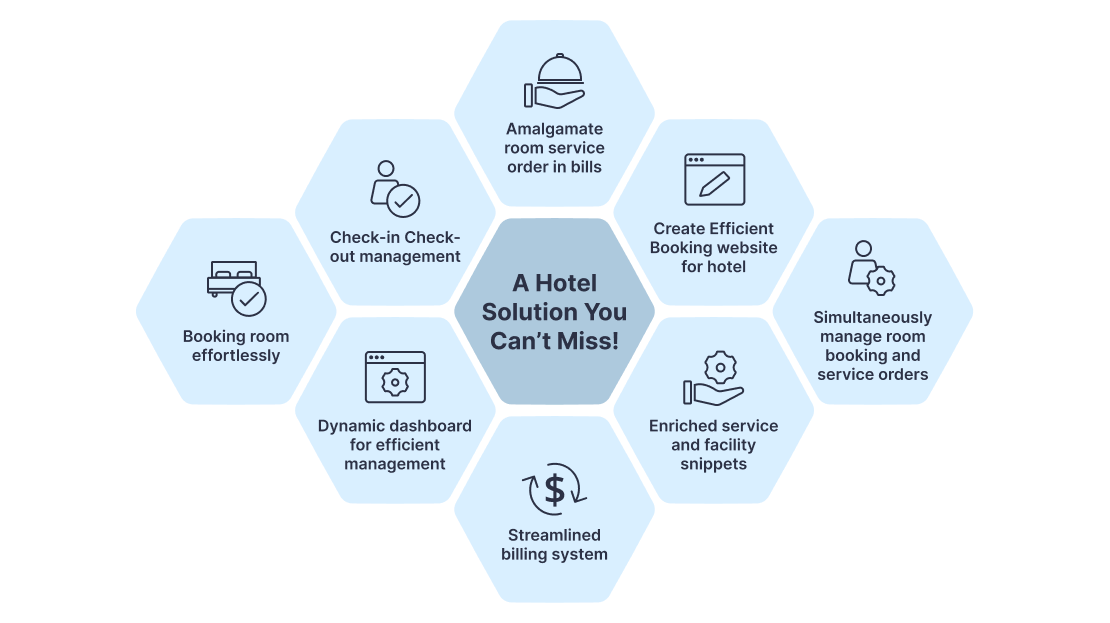 Amalgamate
room service
order in bills
Check-in Check-
out management
Create Efficient
Booking website
for hotel
Booking room
effortlessly
A Hotel
Solution You
Can’t Miss!
Simultaneously
manage room
booking and
service orders
Dynamic dashboard
for efficient
management
Enriched service
and facility
snippets
$
Streamlined
billing system